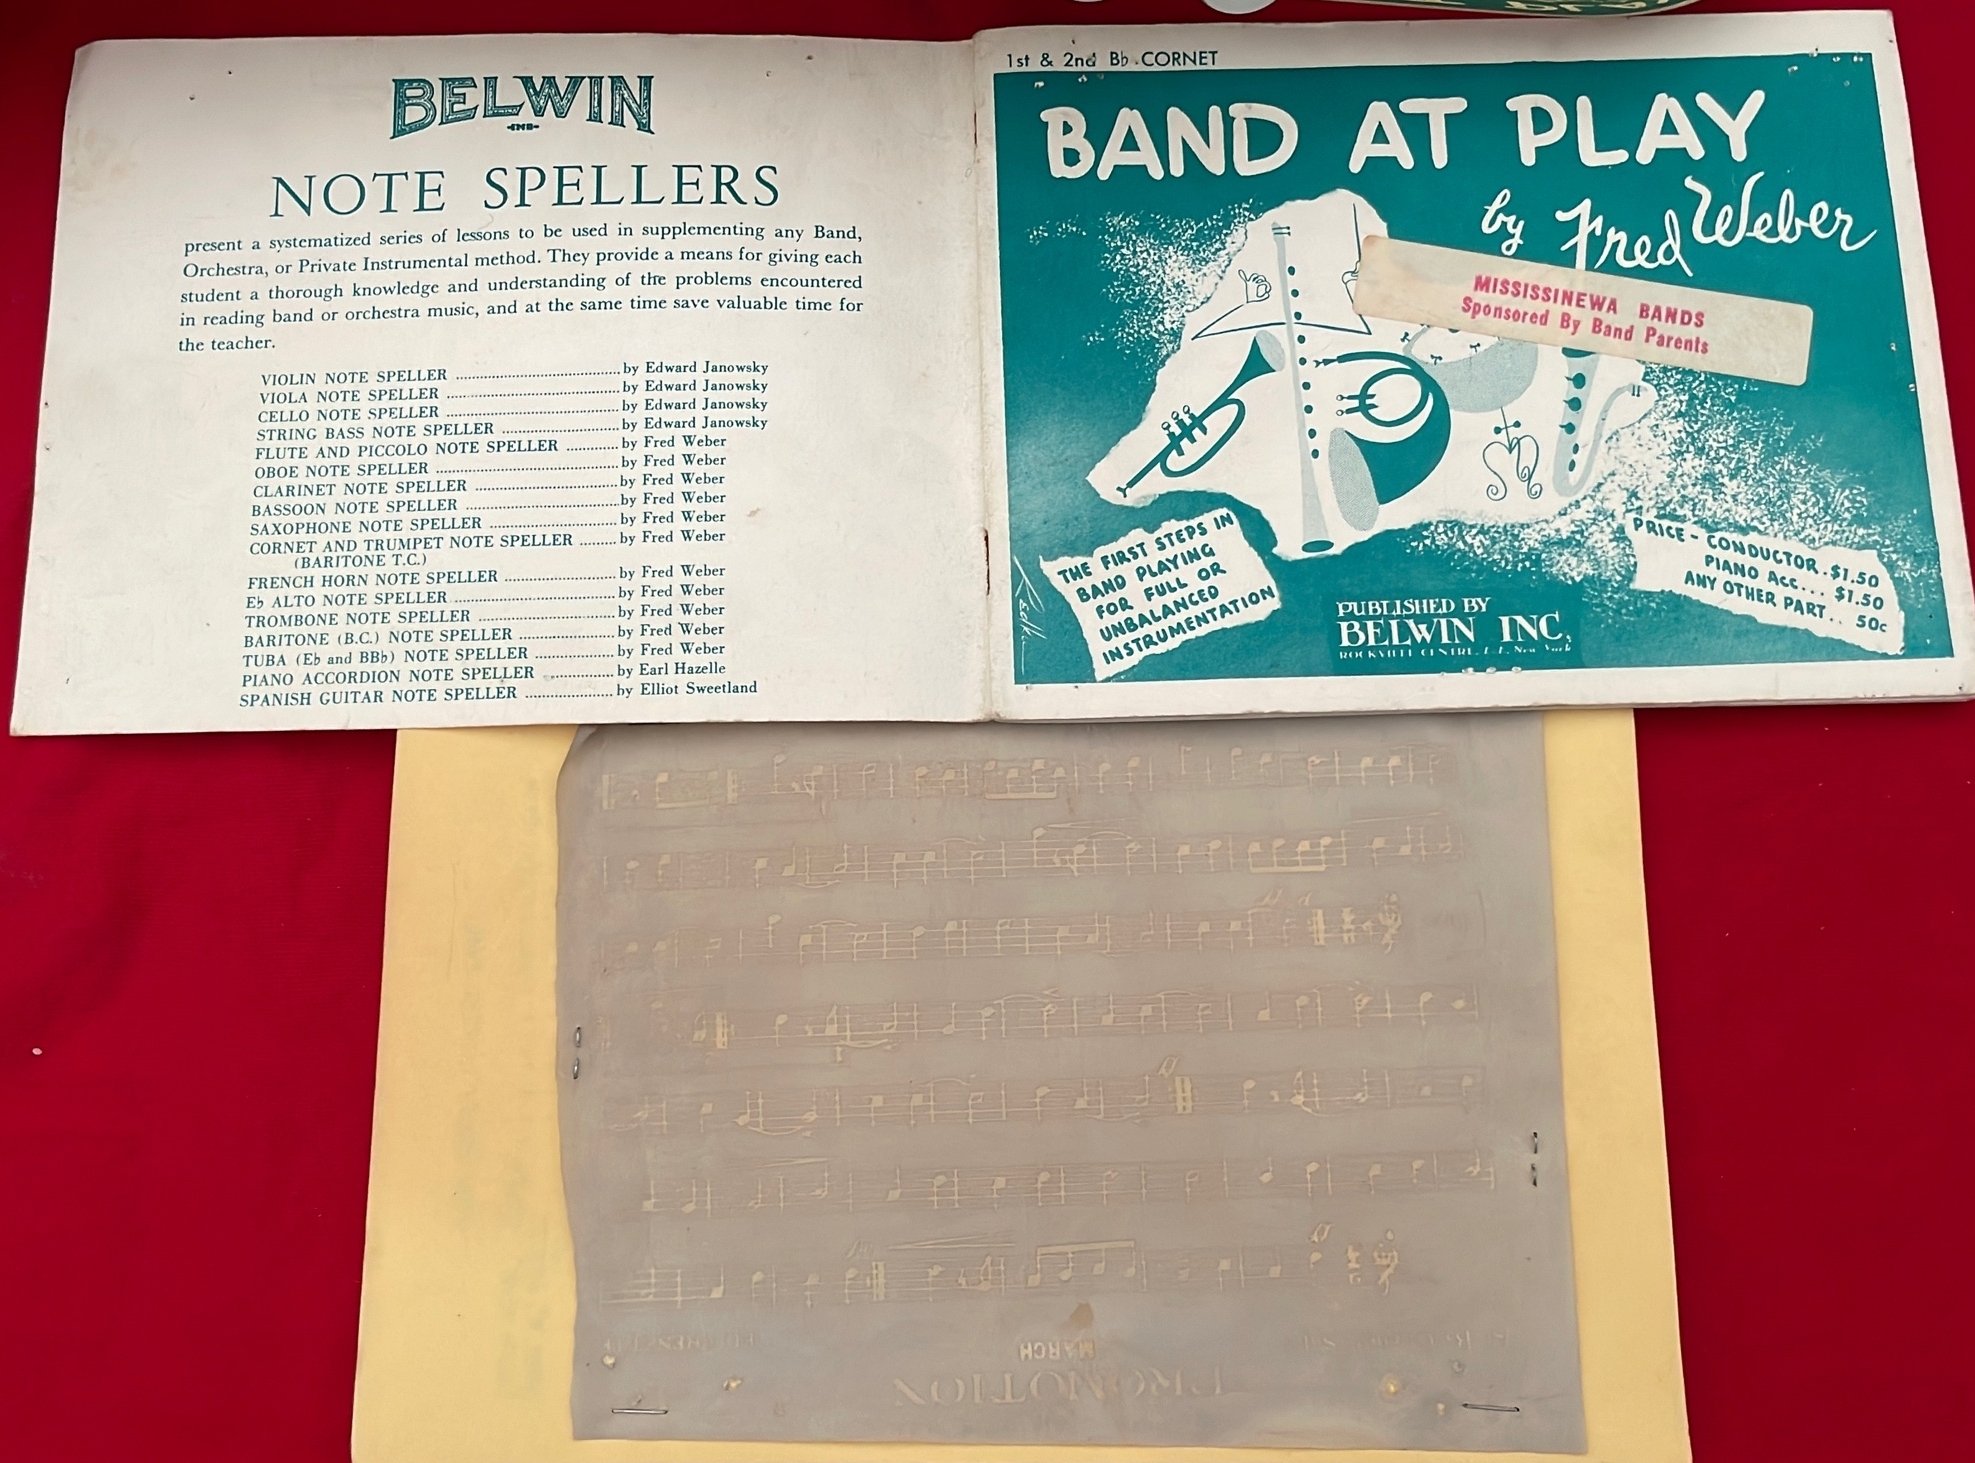 BELWIN
-INC-
NOTE SPELLERS
present a systematized series of lessons to be used in supplementing any Band,
Orchestra, or Private Instrumental method. They provide a means for giving each
student a thorough knowledge and understanding of the problems encountered
in reading band or orchestra music, and at the same time save valuable time for
the teacher.
VIOLIN NOTE SPELLER ........................................ by Edward Janowsky
VIOLA NOTE SPELLER ........................................ by Edward Janowsky
CELLO NOTE SPELLER ........................................ by Edward Janowsky
STRING BASS NOTE SPELLER ........................... by Edward Janowsky
FLUTE AND PICCOLO NOTE SPELLER ............ by Fred Weber
OBOE NOTE SPELLER ........................................ by Fred Weber
CLARINET NOTE SPELLER ................................ by Fred Weber
BASSOON NOTE SPELLER .................................. by Fred Weber
SAXOPHONE NOTE SPELLER ............................ by Fred Weber
CORNET AND TRUMPET NOTE SPELLER ......... by Fred Weber
(BARITONE T.C.)
FRENCH HORN NOTE SPELLER ......................... by Fred Weber
E♭ ALTO NOTE SPELLER .................................... by Fred Weber
TROMBONE NOTE SPELLER .............................. by Fred Weber
BARITONE (B.C.) NOTE SPELLER ...................... by Fred Weber
TUBA (E♭ and BB♭) NOTE SPELLER .................. by Fred Weber
PIANO ACCORDION NOTE SPELLER ................ by Earl Hazelle
SPANISH GUITAR NOTE SPELLER ................... by Elliot Sweetland
1st & 2nd B♭ CORNET
BAND AT PLAY
by Fred Weber
MISSISSINEWA BANDS
Sponsored By Band Parents
THE FIRST STEPS IN
BAND PLAYING
FOR FULL OR
UNBALANCED
INSTRUMENTATION
PRICE - CONDUCTOR . $1.50
PIANO ACC... $1.50
ANY OTHER PART.. 50c
PUBLISHED BY
BELWIN INC,
ROCKVILLE CENTRE, L.I. New York
MARCH
PROMOTION